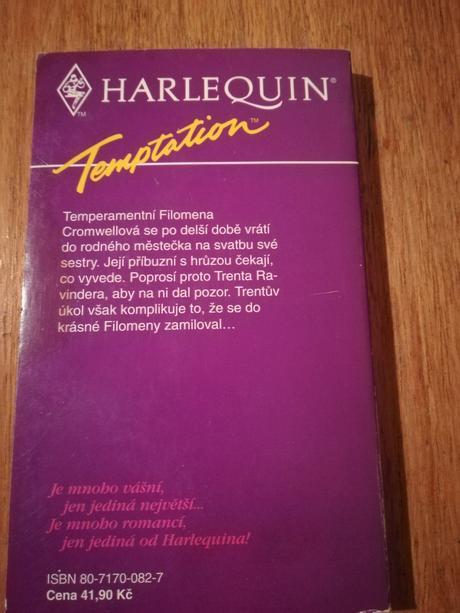 HARLEQUIN®
TM
Temptation™
Temperamentní Filomena
Cromwellová se po delší době vrátí
do rodného městečka na svatbu své
sestry. Její příbuzní s hrůzou čekají,
co vyvede. Poprosí proto Trenta Ra-
vindera, aby na ni dal pozor. Trentův
úkol však komplikuje to, že se do
krásné Filomeny zamiloval...
Je mnoho vášní,
jen jediná největší...
Je mnoho romancí,
jen jediná od Harlequina!
ISBN 80-7170-082-7
Cena 41,90 Kč